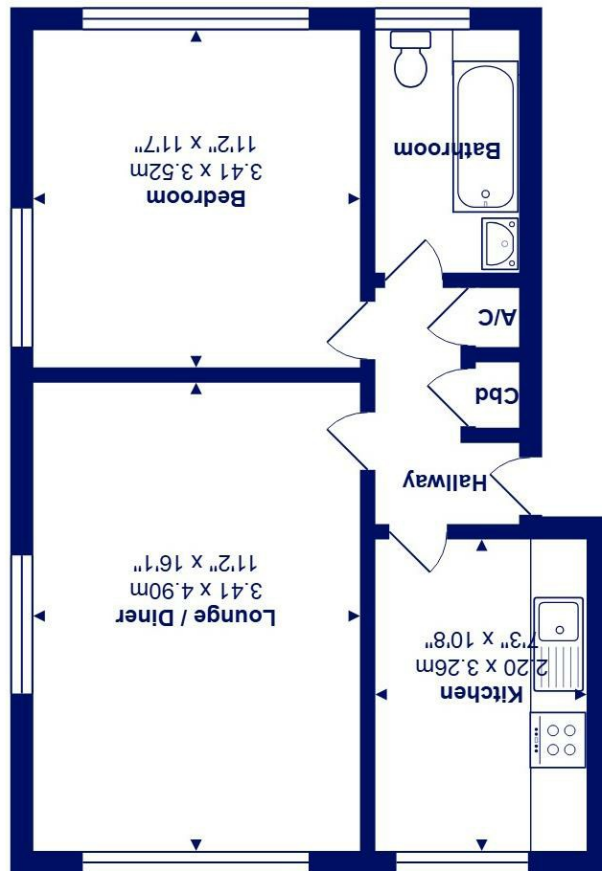 Kitchen
2.20 x 3.26m
7'3" x 10'8"
Lounge / Diner
3.41 x 4.90m
11'2" x 16'1"
Hallway
Cbd
A/C
Bedroom
3.41 x 3.52m
11'2" x 11'7"
Bathroom